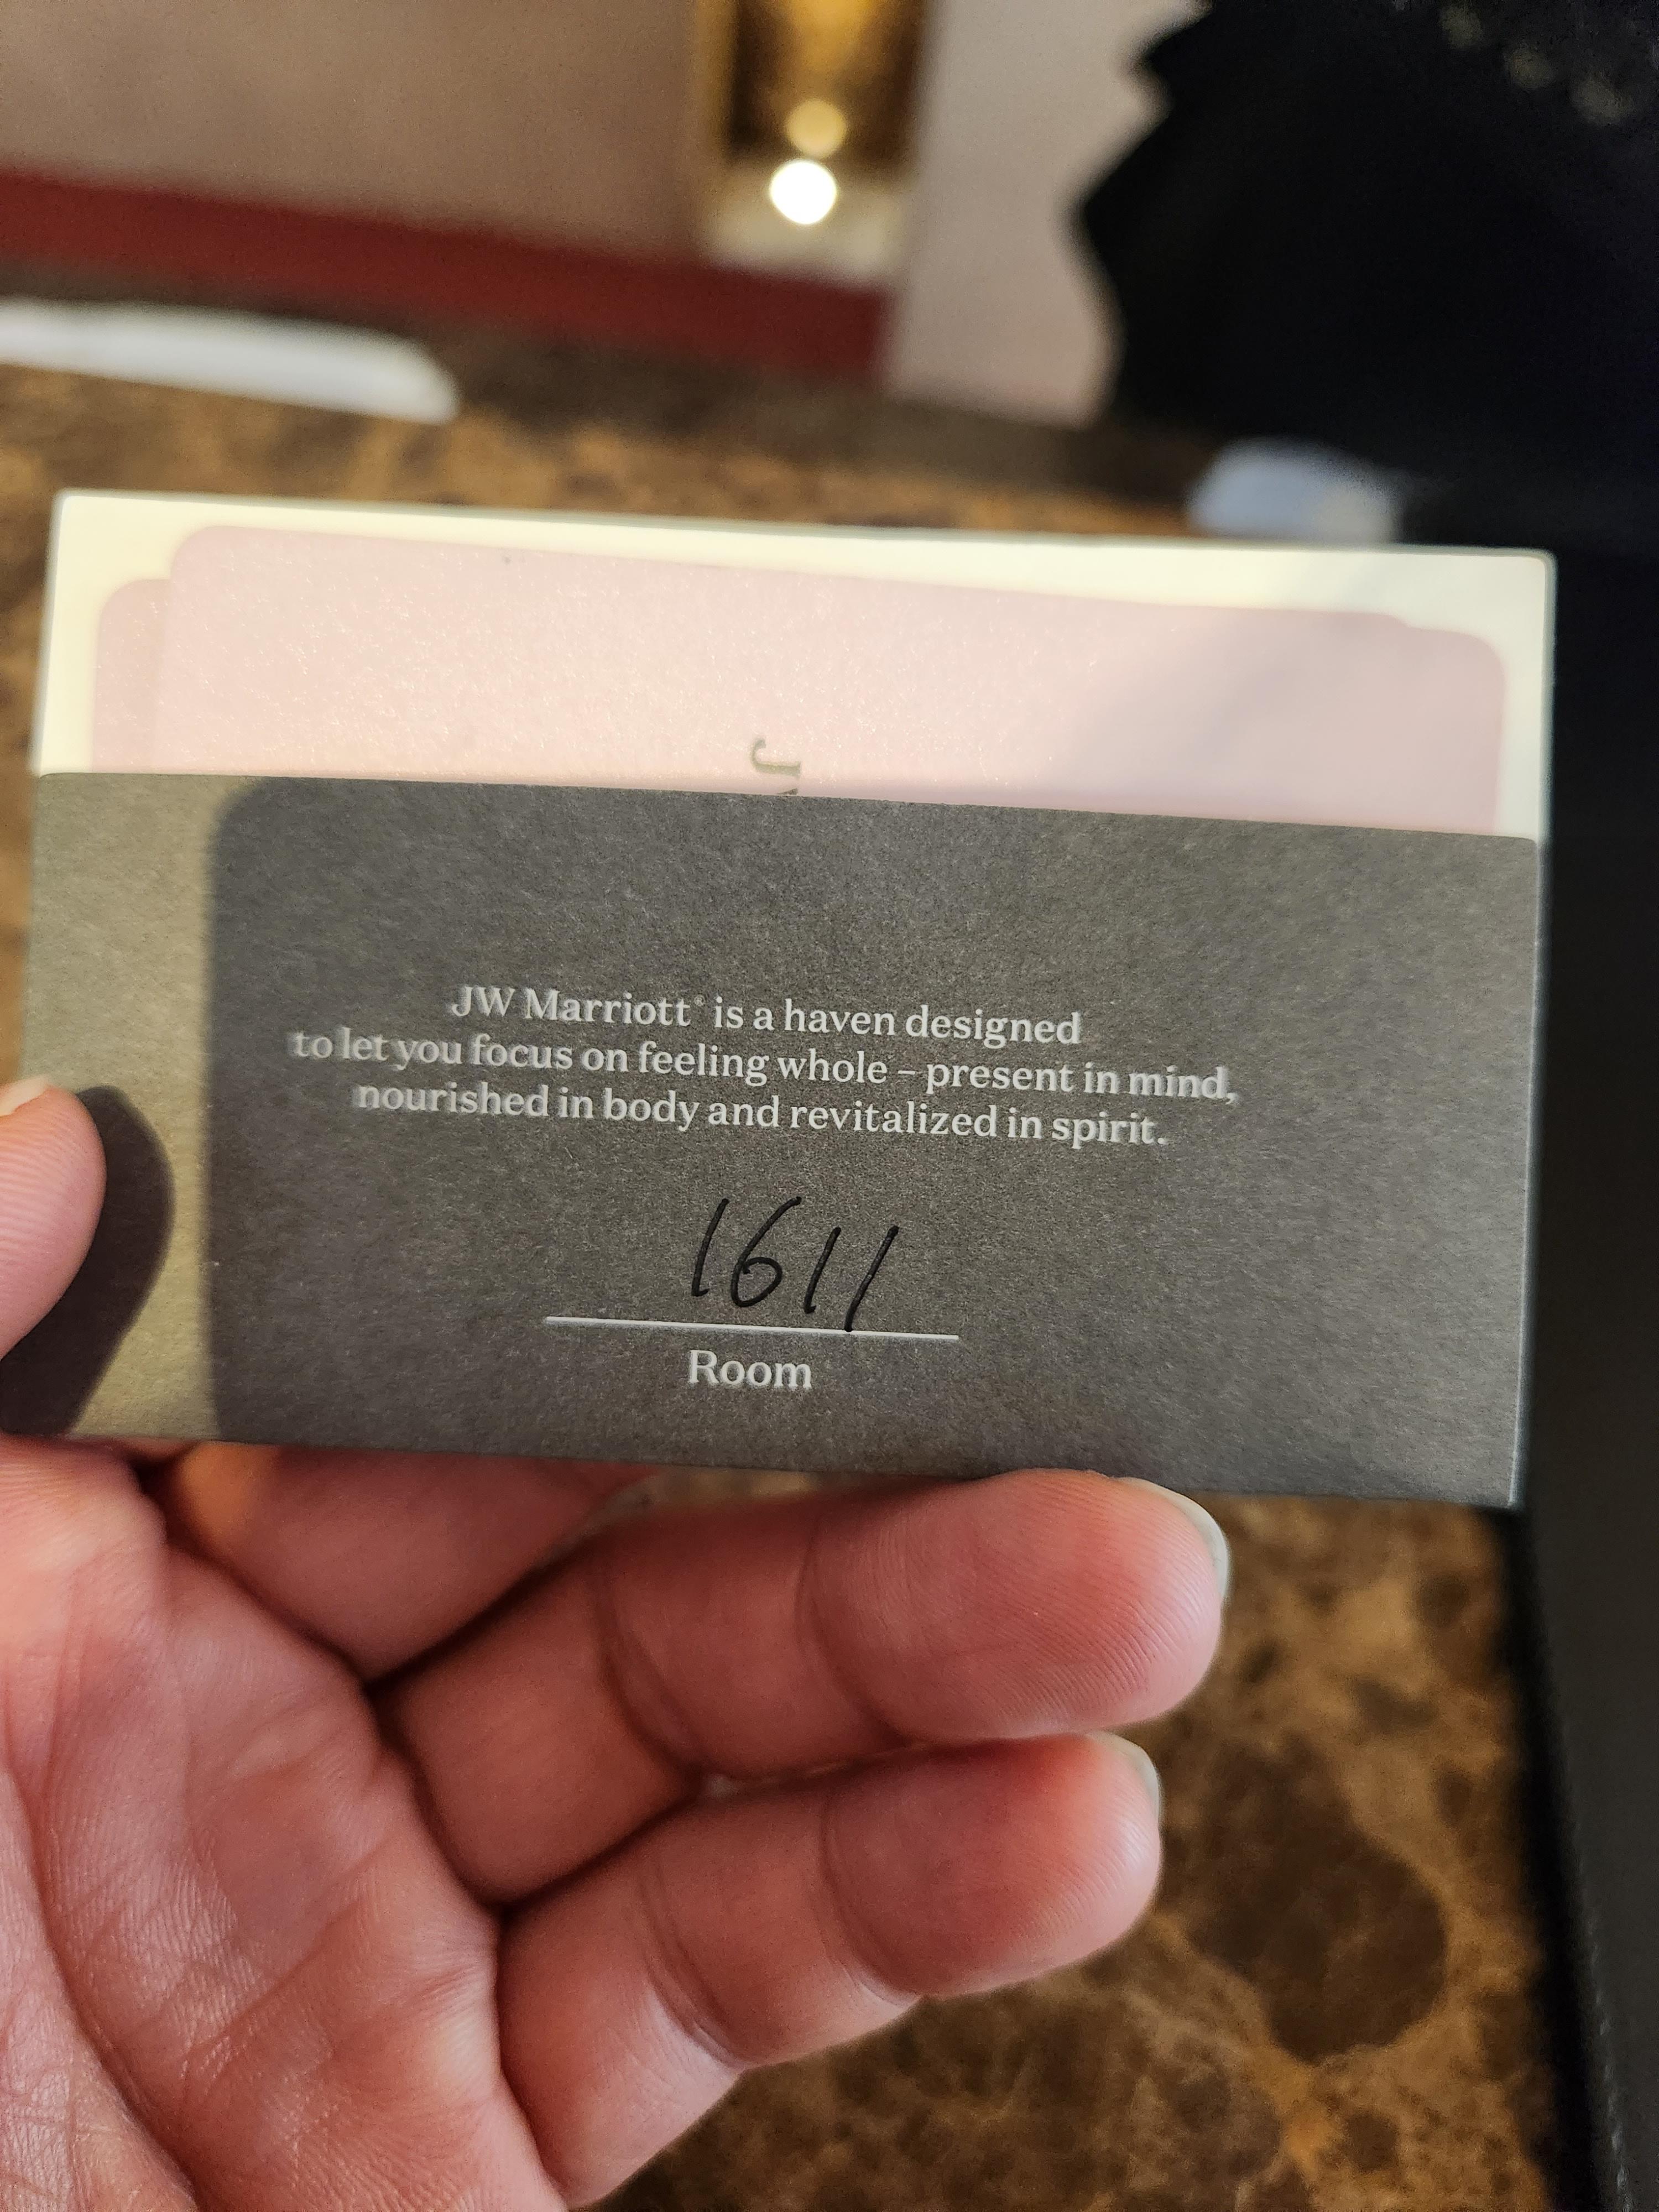 J
JW Marriott® is a haven designed
to let you focus on feeling whole – present in mind,
nourished in body and revitalized in spirit.
1611
Room